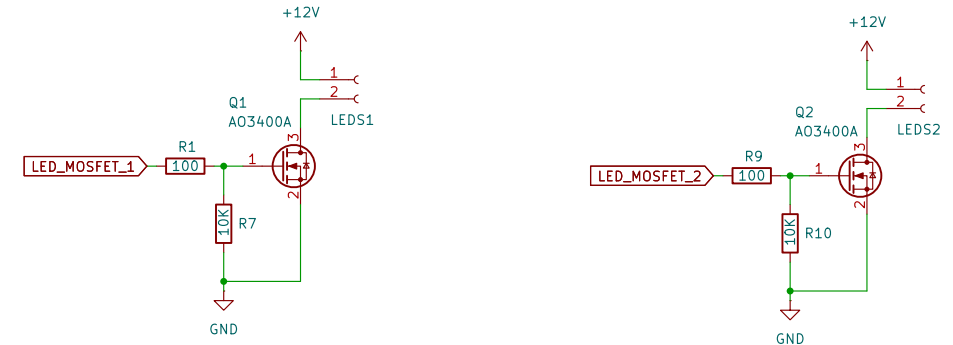 +12V
1
2
LEDS1
Q1
AO3400A
3
LED_MOSFET_1
R1
100
1
2
10K
R7
GND
+12V
1
2
LEDS2
Q2
AO3400A
3
LED_MOSFET_2
R9
100
1
2
10K
R10
GND